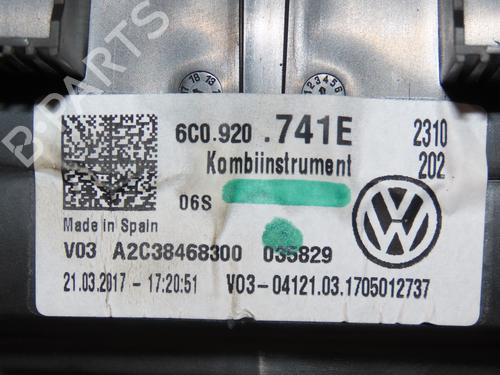 B-PARTS
6C0.920 .741E 2310
Kombiinstrument 202
06S
Made in Spain
V03 A2C38468300 035829
21.03.2017 - 17:20:51 V03-04121.03.1705012737